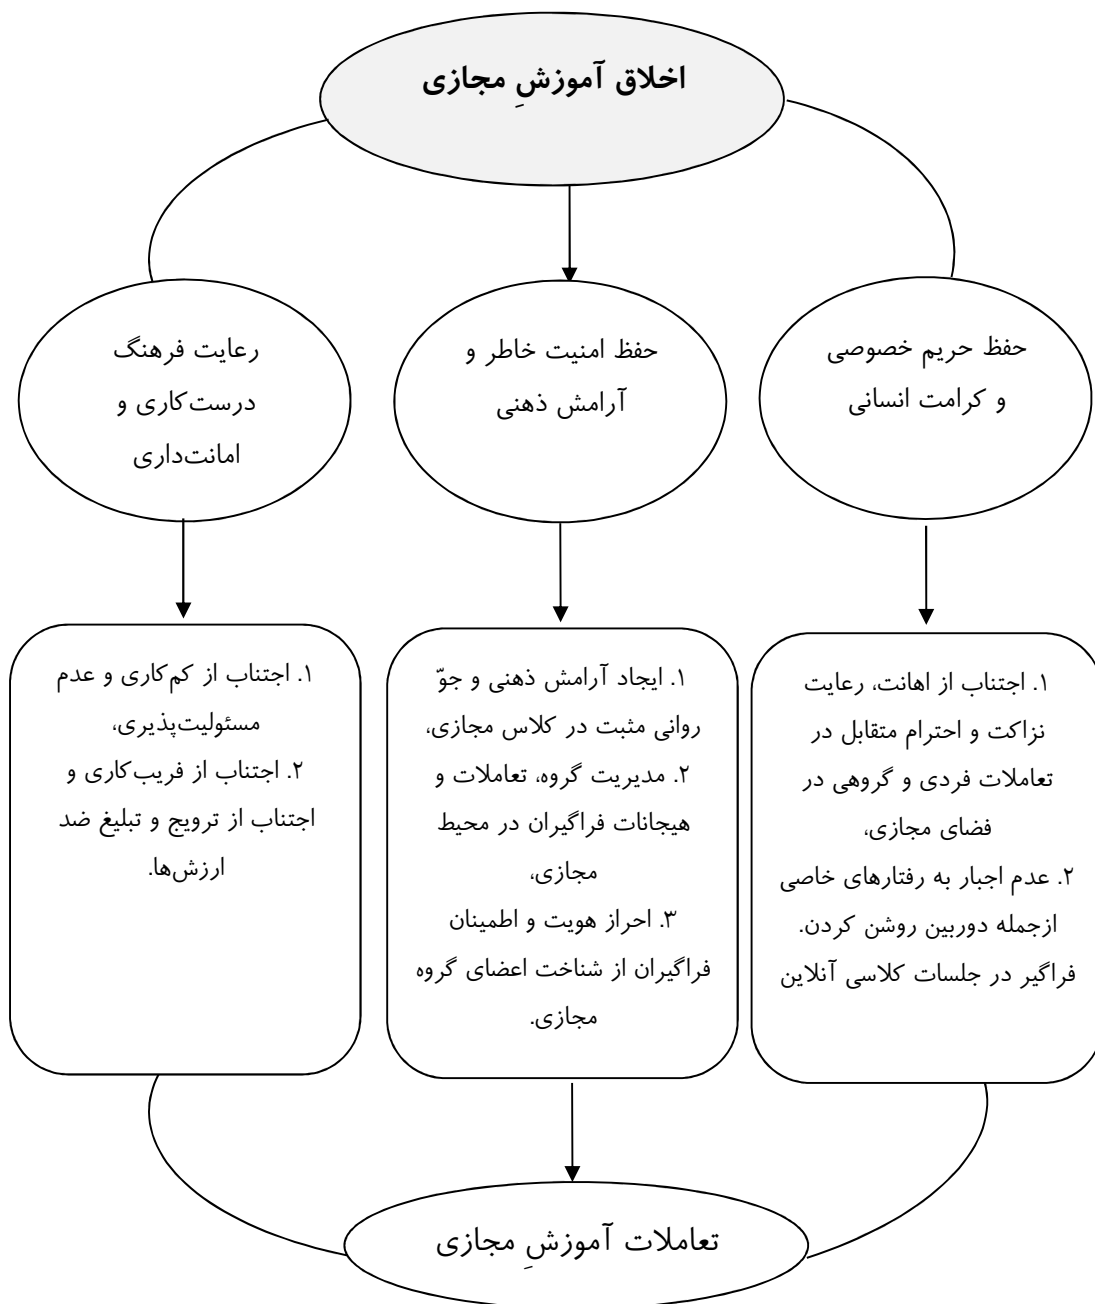 اخلاق آموزشِ مجازی
حفظ حریم خصوصی
و کرامت انسانی
حفظ امنیت خاطر و
آرامش ذهنی
رعایت فرهنگ
درست‌کاری و
امانت‌داری
۱. اجتناب از اهانت، رعایت
نزاکت و احترام متقابل در
تعاملات فردی و گروهی در
فضای مجازی،
۲. عدم اجبار به رفتارهای خاصی
ازجمله دوربین روشن کردن.
فراگیر در جلسات کلاسی آنلاین
۱. ایجاد آرامش ذهنی و جوّ
روانی مثبت در کلاس مجازی،
۲. مدیریت گروه، تعاملات و
هیجانات فراگیران در محیط
مجازی،
۳. احراز هویت و اطمینان
فراگیران از شناخت اعضای گروه
مجازی.
۱. اجتناب از کم‌کاری و عدم
مسئولیت‌پذیری،
۲. اجتناب از فریب‌کاری و
اجتناب از ترویج و تبلیغ ضد
ارزش‌ها.
تعاملات آموزشِ مجازی